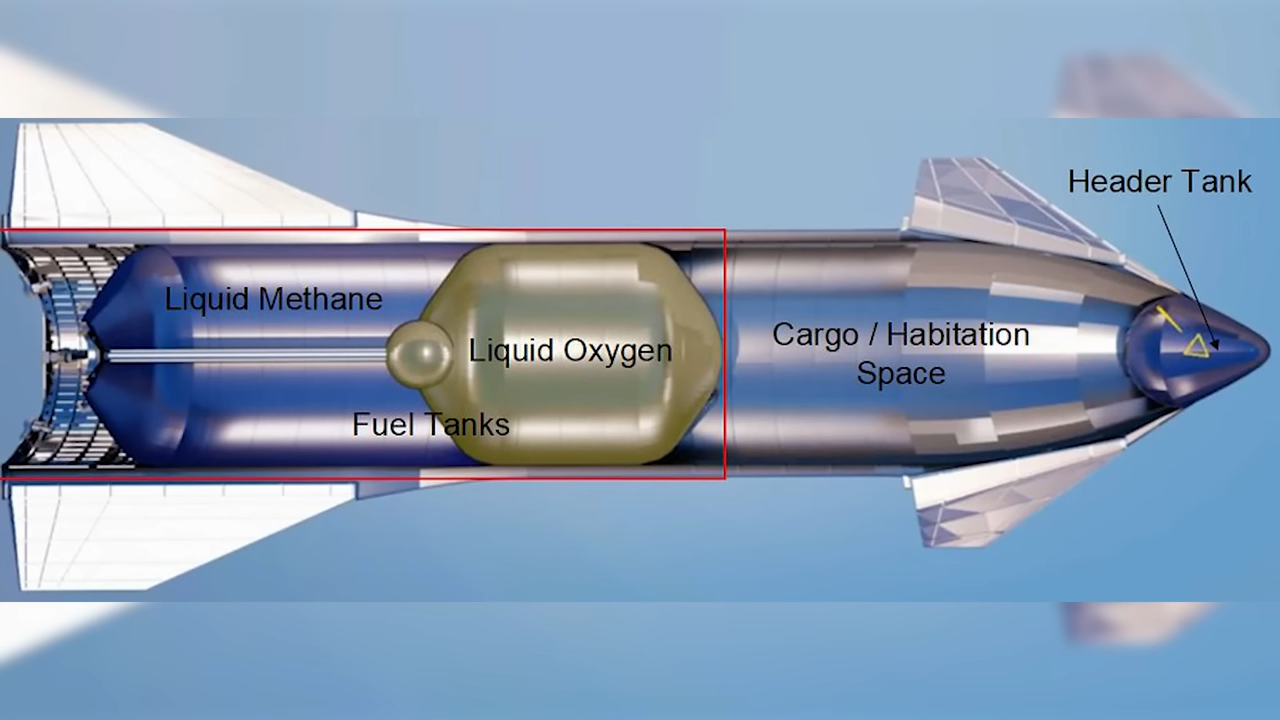 Header Tank
Liquid Methane
Liquid Oxygen
Cargo / Habitation
Space
Fuel Tanks